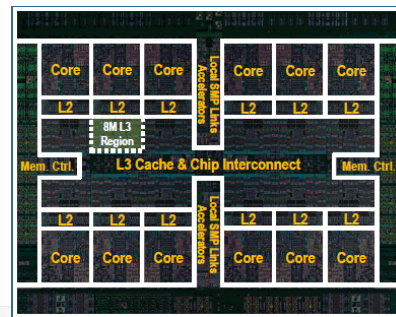 Core Core Core Local SMP Links Accelerators Core Core Core
L2 L2 L2 L2 L2 L2
8M L3
Region
Mem. Ctrl. L3 Cache & Chip Interconnect Mem. Ctrl.
L2 L2 L2 Local SMP Links Accelerators L2 L2 L2
Core Core Core Core Core Core